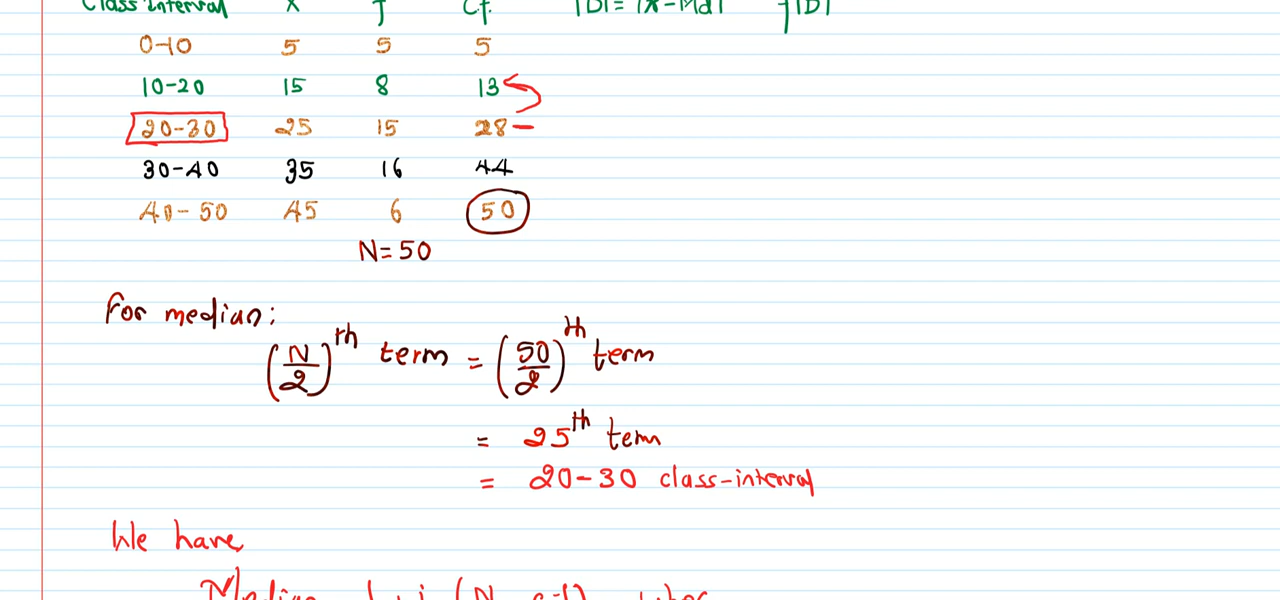 Class interval x f Cf |D| = |x - Md| f|D|
0-10 5 5 5
10-20 15 8 13
20-30 25 15 28
30-40 35 16 44
40-50 45 6 50
N=50
For median:
(N/2)th term = (50/2)th term
= 25th term
= 20-30 class-interval
We have
Median